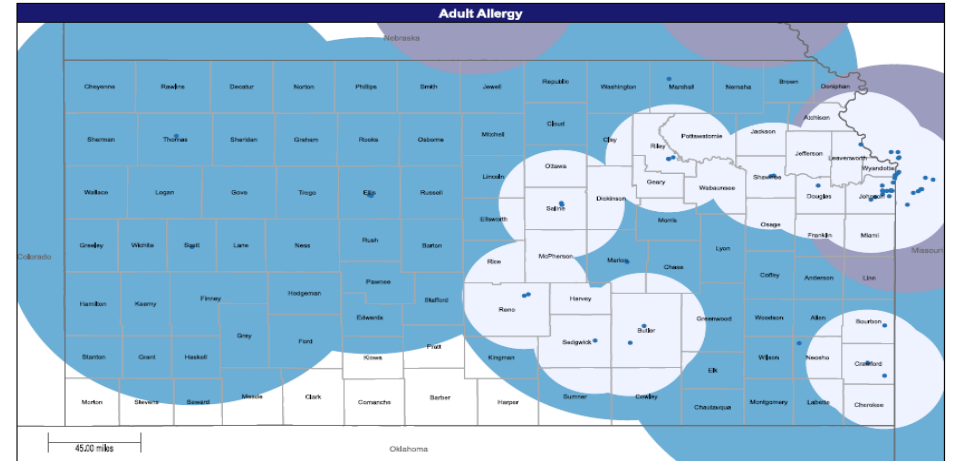 Adult Allergy
Nebraska
Cheyenne Rawlins Decatur Norton Phillips Smith Jewell Republic Washington Marshall Nemaha Brown Doniphan
Atchison
Sherman Thomas Sheridan Graham Rooks Osborne Mitchell Cloud Clay Riley Pottawatomie Jackson Jefferson Leavenworth
Wyandotte
Wallace Logan Gove Trego Ellis Russell Lincoln Ottawa Dickinson Geary Wabaunsee Shawnee Douglas Johnson
Saline
Greeley Wichita Scott Lane Ness Rush Barton Ellsworth Morris Osage Franklin Miami
Colorado Missouri
Rice McPherson Marion Chase Lyon Coffey Anderson Linn
Hamilton Kearny Finney Hodgeman Pawnee Stafford Reno Harvey
Edwards Greenwood Woodson Allen Bourbon
Gray Ford Sedgwick Butler
Stanton Grant Haskell Kiowa Pratt Kingman Elk Wilson Neosho Crawford
Morton Stevens Seward Meade Clark Comanche Barber Harper Sumner Cowley Chautauqua Montgomery Labette Cherokee
45.00 miles
Oklahoma